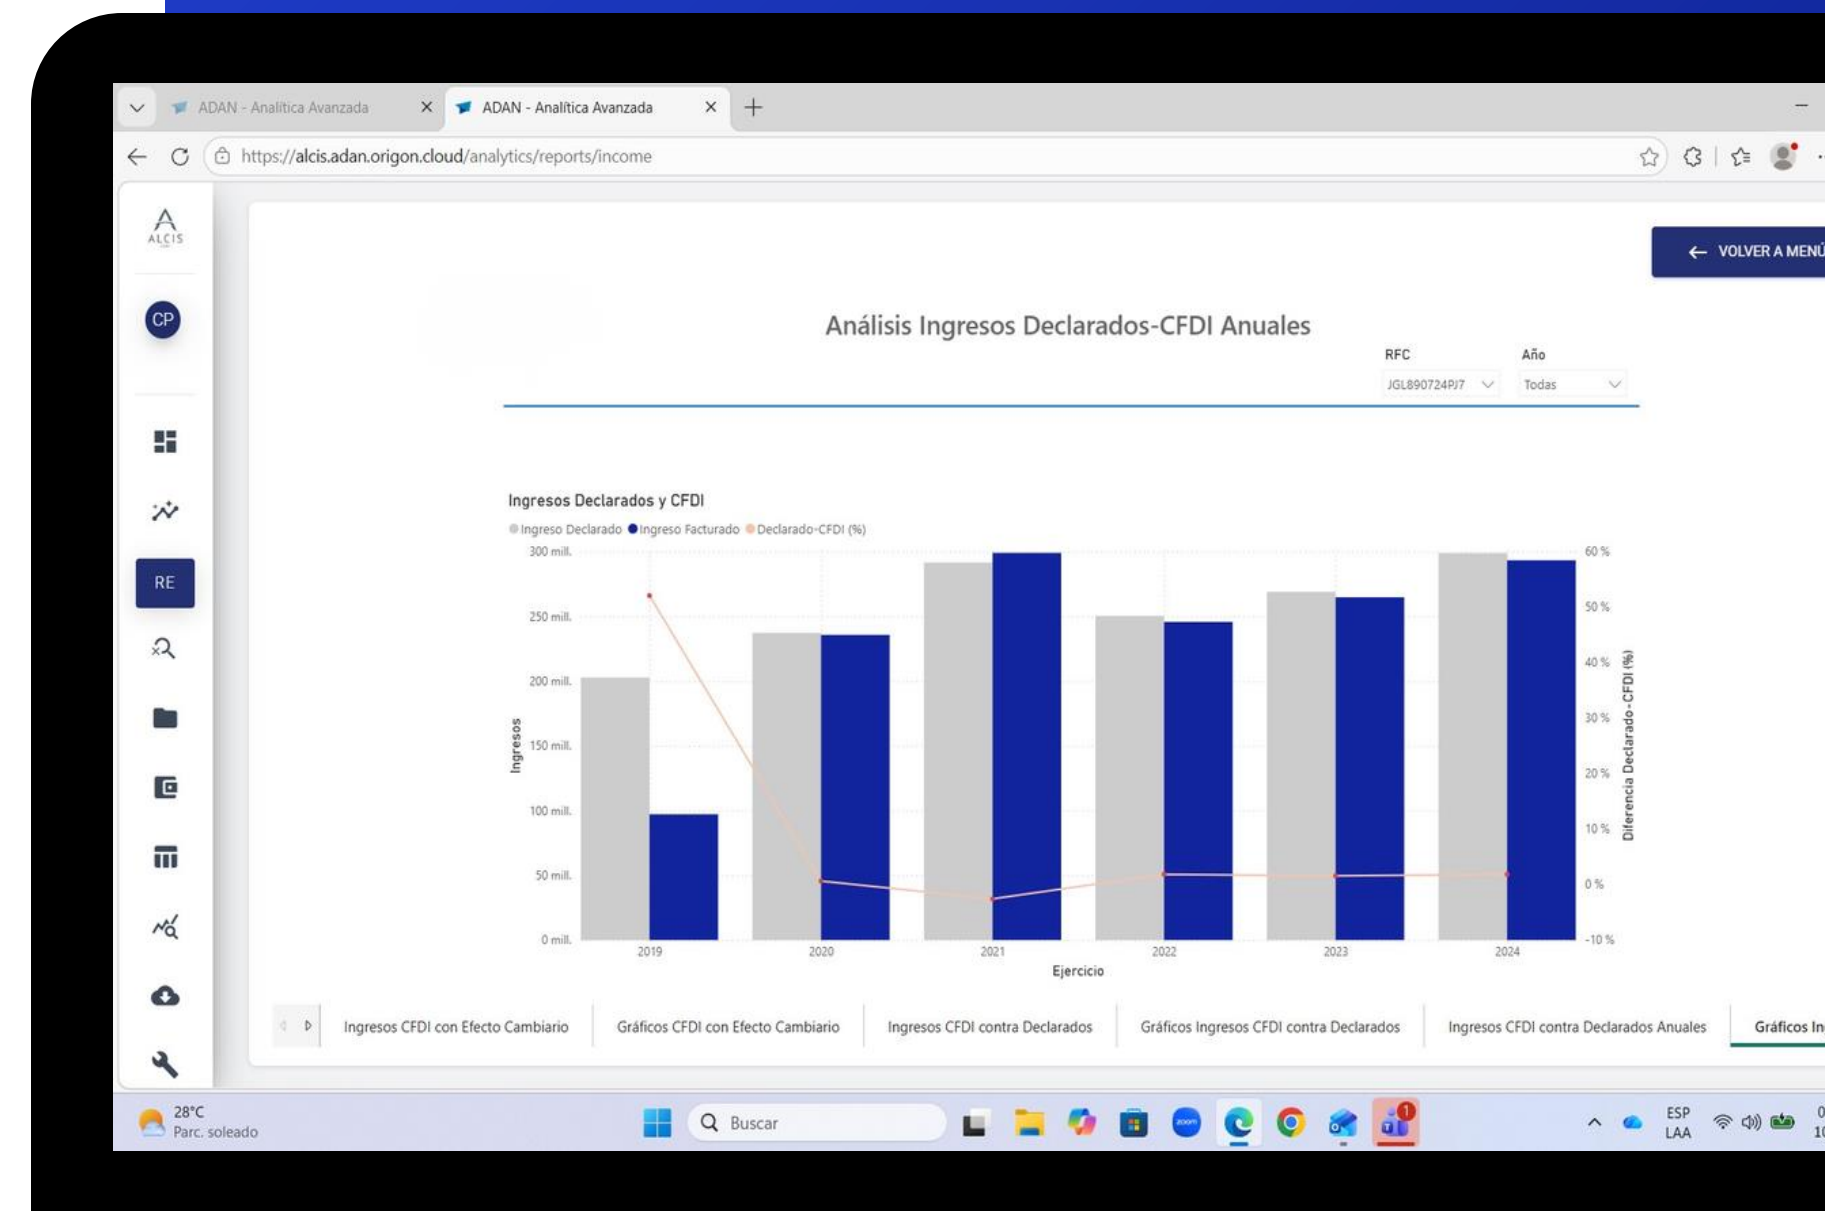 ADAN - Analítica Avanzada
ADAN - Analítica Avanzada
https://alcis.adan.origon.cloud/analytics/reports/income
ALCIS
VOLVER A MENÚ
CP
Análisis Ingresos Declarados-CFDI Anuales
RFC
Año
JGL890724PJ7
Todas
RE
Ingresos Declarados y CFDI
Ingreso Declarado Ingreso Facturado Declarado-CFDI (%)
300 mill.
250 mill.
200 mill.
150 mill.
100 mill.
50 mill.
0 mill.
Ingresos
60 %
50 %
40 %
30 %
20 %
10 %
0 %
-10 %
Diferencia Declarado-CFDI (%)
2019
2020
2021
2022
2023
2024
Ejercicio
Ingresos CFDI con Efecto Cambiario
Gráficos CFDI con Efecto Cambiario
Ingresos CFDI contra Declarados
Gráficos Ingresos CFDI contra Declarados
Ingresos CFDI contra Declarados Anuales
Gráficos In
28°C
Parc. soleado
Buscar
zoom
1
ESP
LAA